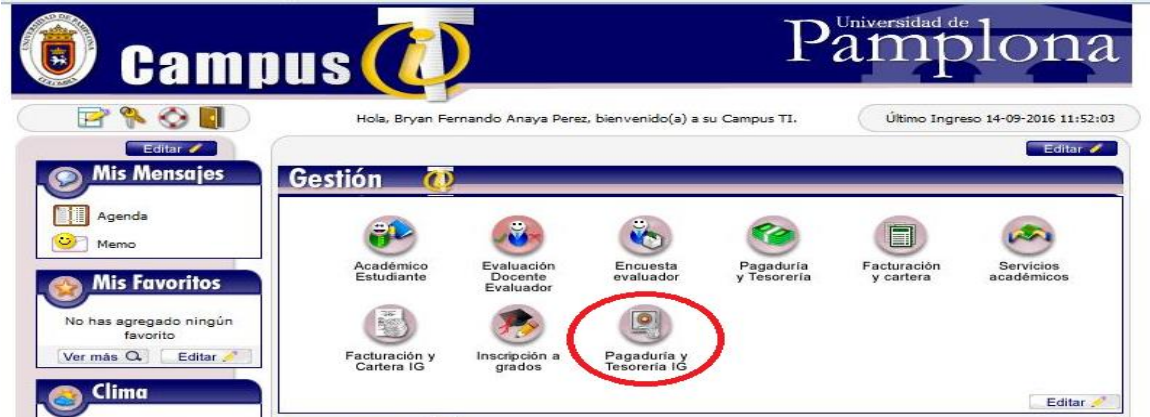 Campus iT
Universidad de
Pamplona
Hola, Bryan Fernando Anaya Perez, bienvenido(a) a su Campus TI.
Último Ingreso 14-09-2016 11:52:03
Editar
Mis Mensajes
Agenda
Memo
Mis Favoritos
No has agregado ningún
favorito
Ver más
Editar
Clima
Editar
Gestión
Académico
Estudiante
Evaluación
Docente
Evaluador
Encuesta
evaluador
Pagaduría
y Tesorería
Facturación
y cartera
Servicios
académicos
Facturación y
Cartera IG
Inscripción a
grados
Pagaduría y
Tesorería IG
Editar